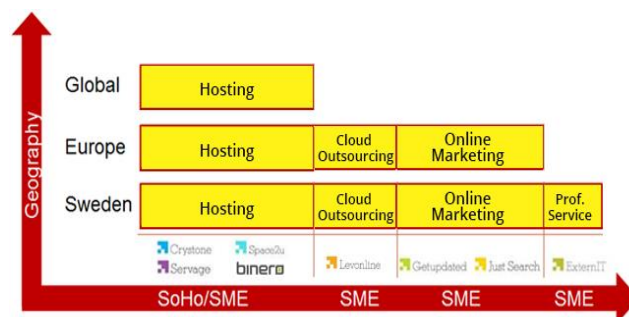 Geography
Global
Hosting
Europe
Hosting
Cloud
Outsourcing
Online
Marketing
Sweden
Hosting
Cloud
Outsourcing
Online
Marketing
Prof.
Service
Crystone
Space2u
Servage
binero
Levonline
Getupdated
Just Search
ExternIT
SoHo/SME
SME
SME
SME